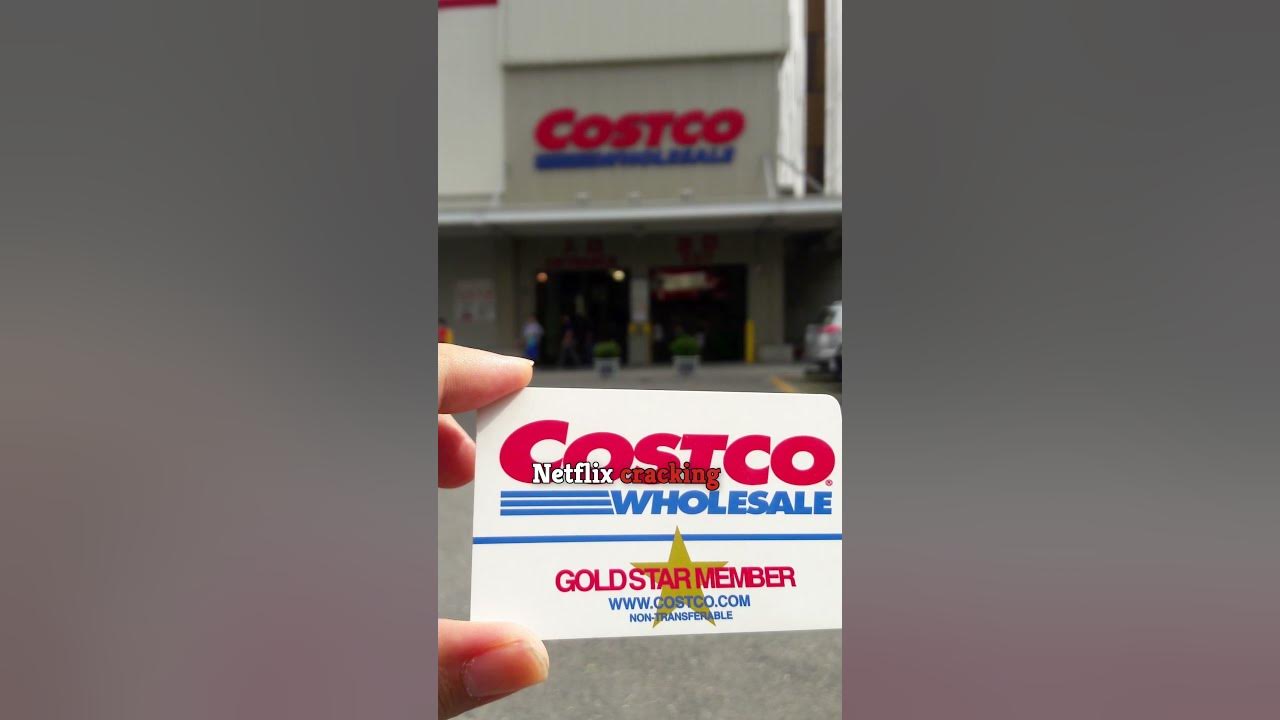 COSTCO
WHOLESALE
COSTCO
Netflix cracking
WHOLESALE
GOLD STAR MEMBER
WWW.COSTCO.COM
NON-TRANSFERABLE